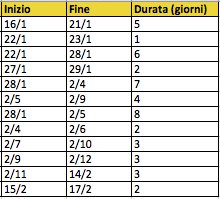 Inizio Fine Durata (giorni)
16/1 21/1 5
22/1 23/1 1
22/1 28/1 6
27/1 29/1 2
28/1 2/4 7
2/5 2/9 4
28/1 2/5 8
2/4 2/6 2
2/7 2/10 3
2/9 2/12 3
2/11 14/2 3
15/2 17/2 2